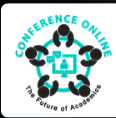 CONFERENCE ONLINE
The Future of Academics